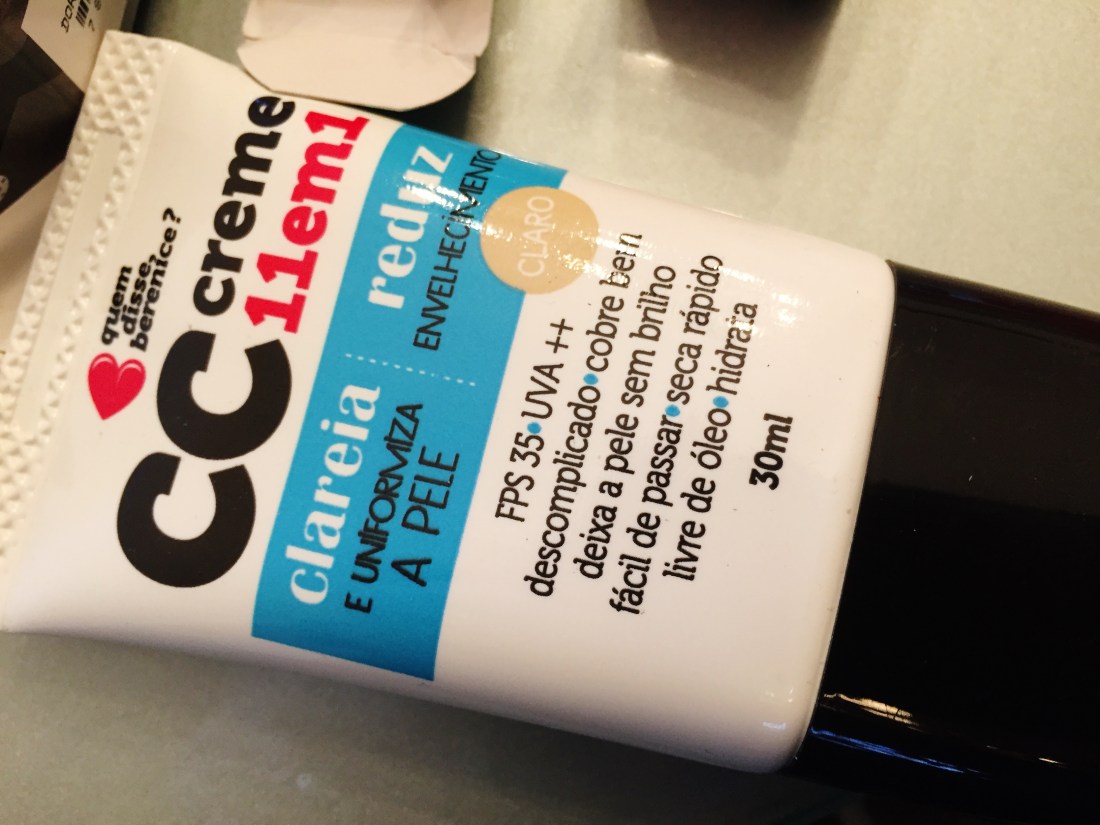 quem
disse,
berenice?
CC creme
11em1
clareia
E UNIFORMIZA
A PELE
reduz
ENVELHECIMENTO
CLARO
FPS 35•UVA ++
descomplicado•cobre bem
deixa a pele sem brilho
fácil de passar•seca rápido
livre de óleo•hidrata
30ml